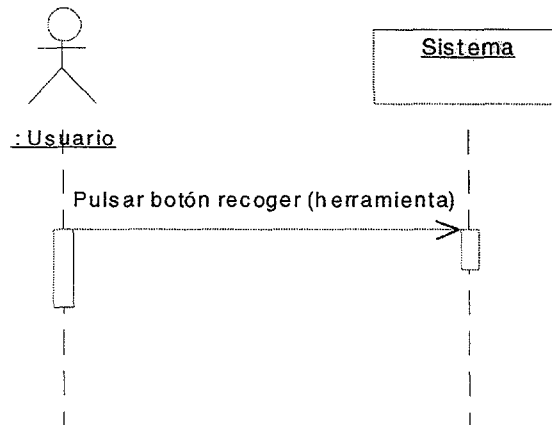 Sistema
: Usuario
Pulsar botón recoger (herramienta)